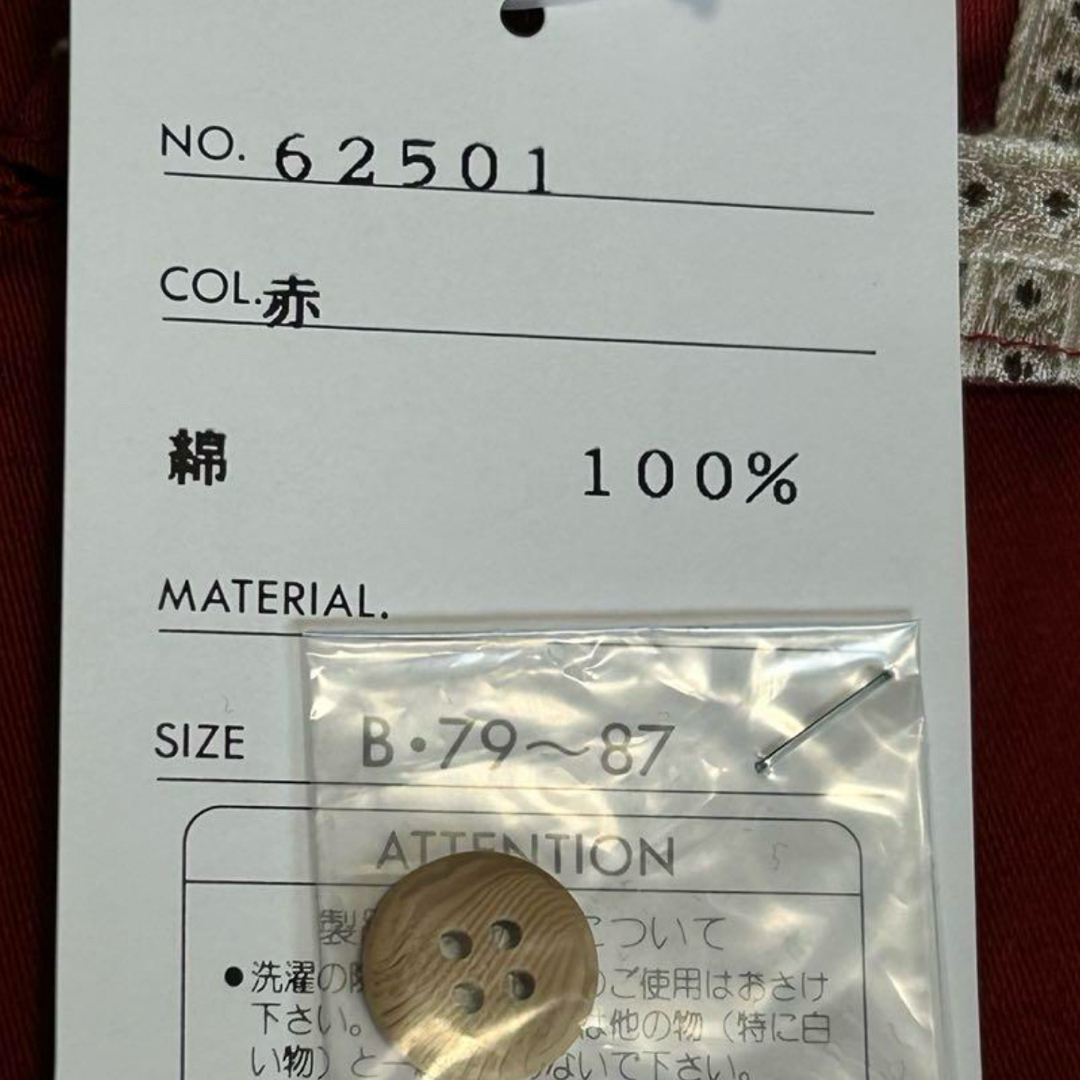 NO. 62501
COL.赤
綿 100%
MATERIAL.
SIZE B・79～87
ATTENTION
製 について
●洗濯の のご使用はおさけ
下さい。 は他の物（特に白
い物）と ないで下さい。